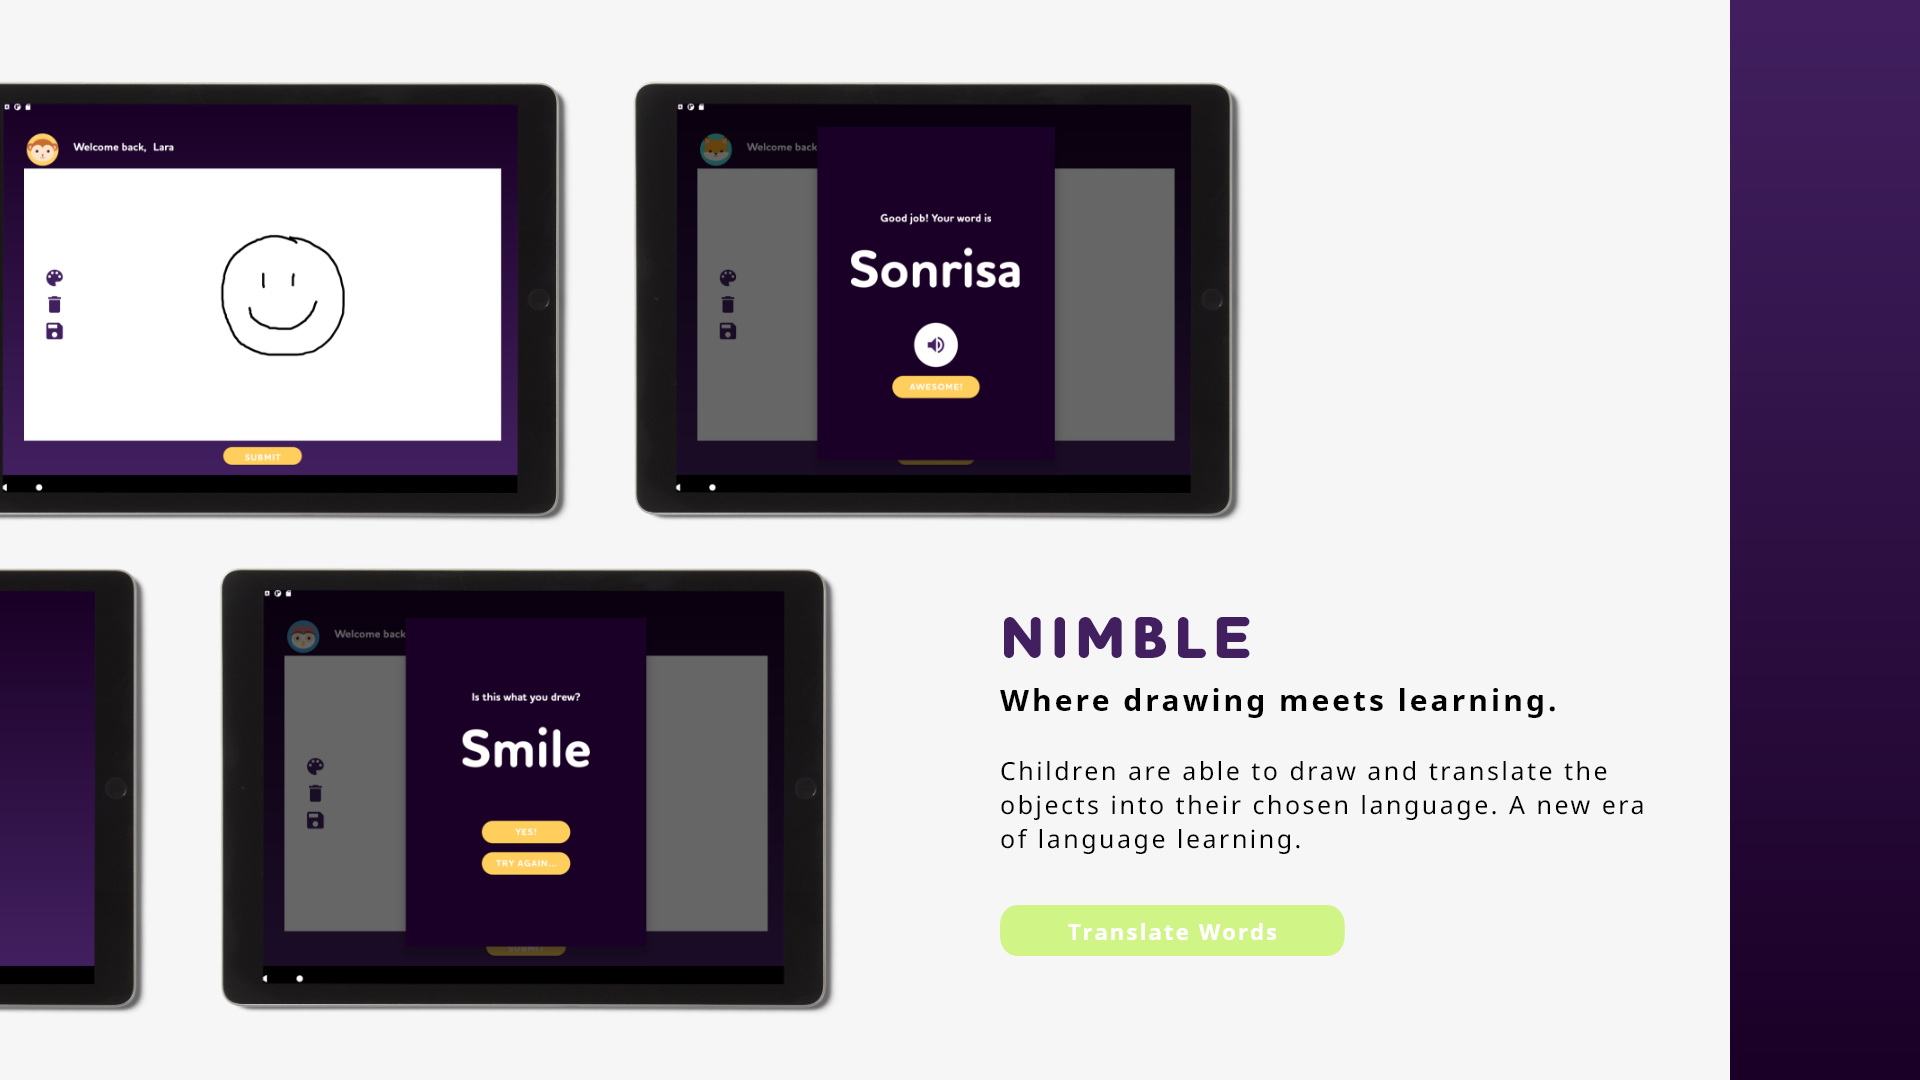 Welcome back, Lara
SUBMIT
Welcome back
Good job! Your word is
Sonrisa
AWESOME!
Welcome back
Is this what you drew?
Smile
YES!
TRY AGAIN...
SUBMIT
NIMBLE
Where drawing meets learning.
Children are able to draw and translate the
objects into their chosen language. A new era
of language learning.
Translate Words